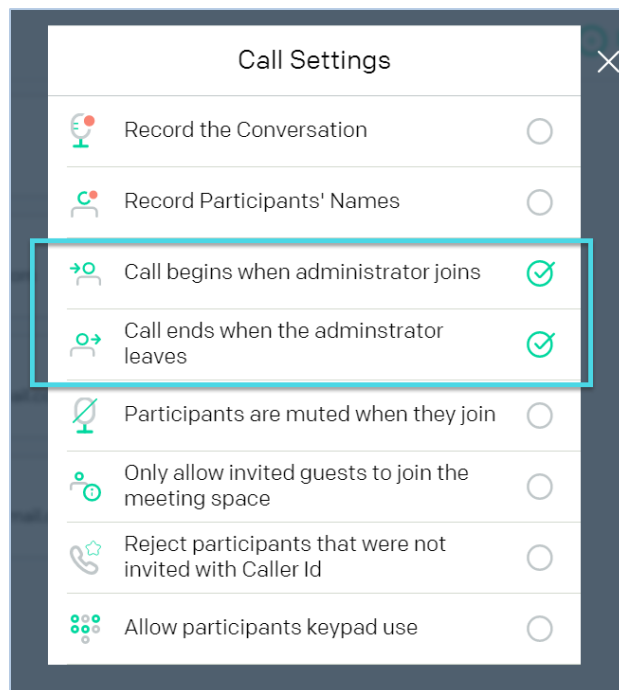 Call Settings
Record the Conversation
Record Participants' Names
Call begins when administrator joins
Call ends when the adminstrator
leaves
Participants are muted when they join
Only allow invited guests to join the
meeting space
Reject participants that were not
invited with Caller Id
Allow participants keypad use